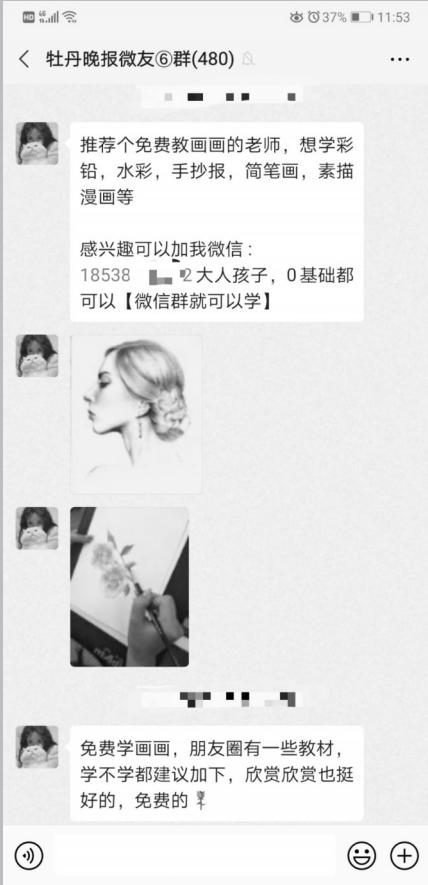 HD 4G 37% 11:53
牡丹晚报微友⑥群(480)
推荐个免费教画画的老师，想学彩
铅，水彩，手抄报，简笔画，素描
漫画等
感兴趣可以加我微信：
18538 2大人孩子，0基础都
可以【微信群就可以学】
免费学画画，朋友圈有一些教材，
学不学都建议加下，欣赏欣赏也挺
好的，免费的